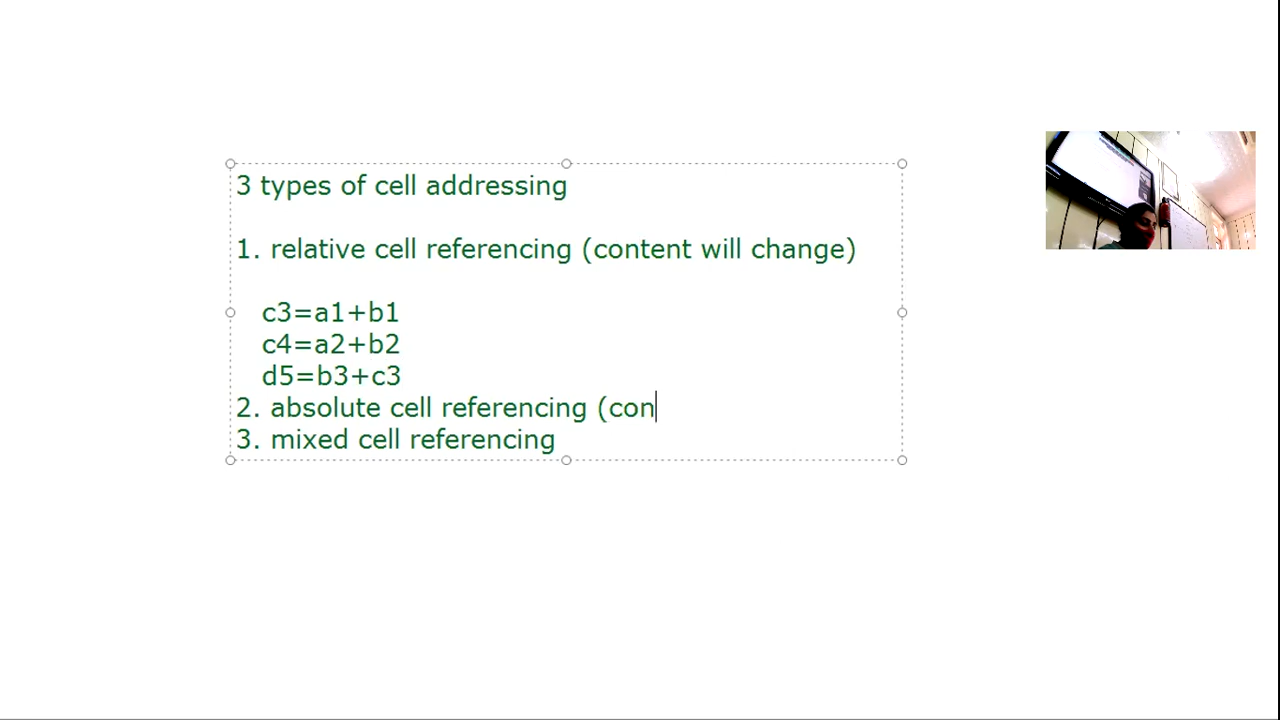 3 types of cell addressing
1. relative cell referencing (content will change)
c3=a1+b1
c4=a2+b2
d5=b3+c3
2. absolute cell referencing (con
3. mixed cell referencing